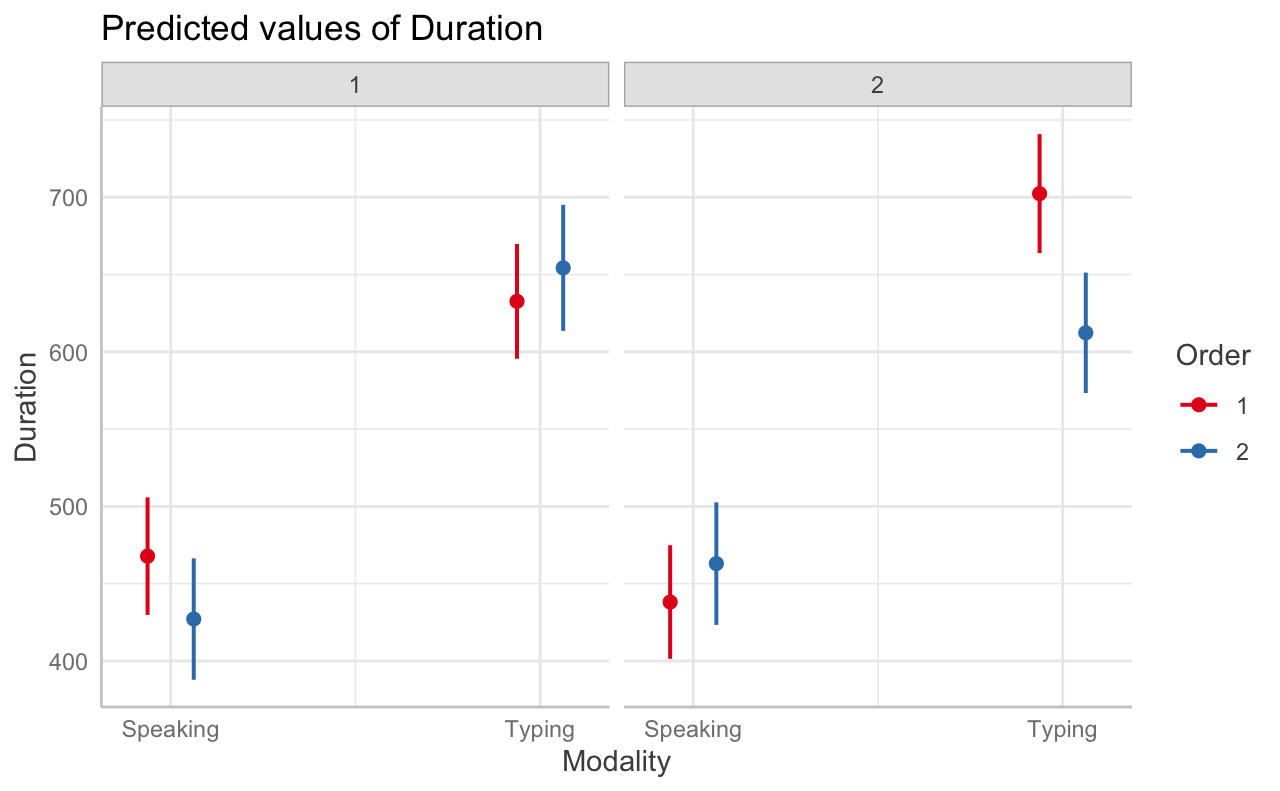 Predicted values of Duration
1
2
700
600
500
400
Duration
Speaking
Typing
Speaking
Typing
Modality
Order
1
2